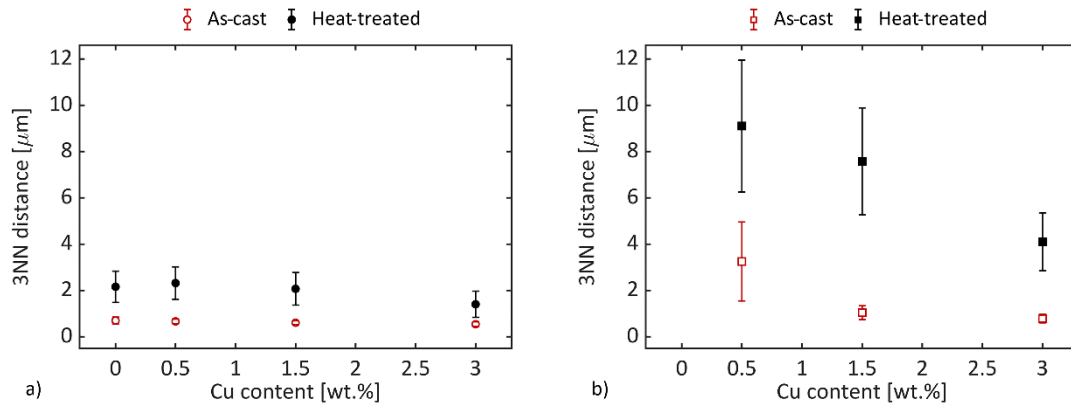 As-cast Heat-treated
12
10
8
6
4
2
0
3NN distance [μm]
0 0.5 1 1.5 2 2.5 3
Cu content [wt.%]
a)
As-cast Heat-treated
12
10
8
6
4
2
0
3NN distance [μm]
0 0.5 1 1.5 2 2.5 3
Cu content [wt.%]
b)